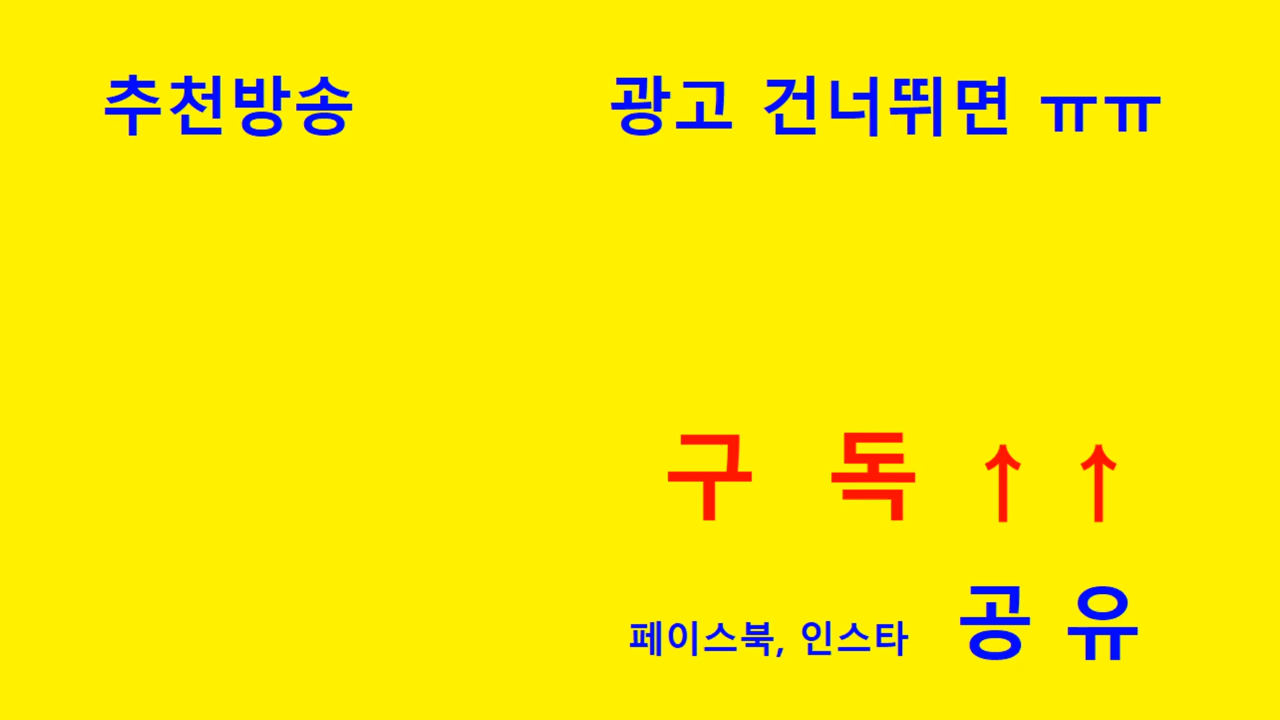 추천방송
광고 건너뛰면 ㅠㅠ
구 독 ↑ ↑
페이스북, 인스타 공 유